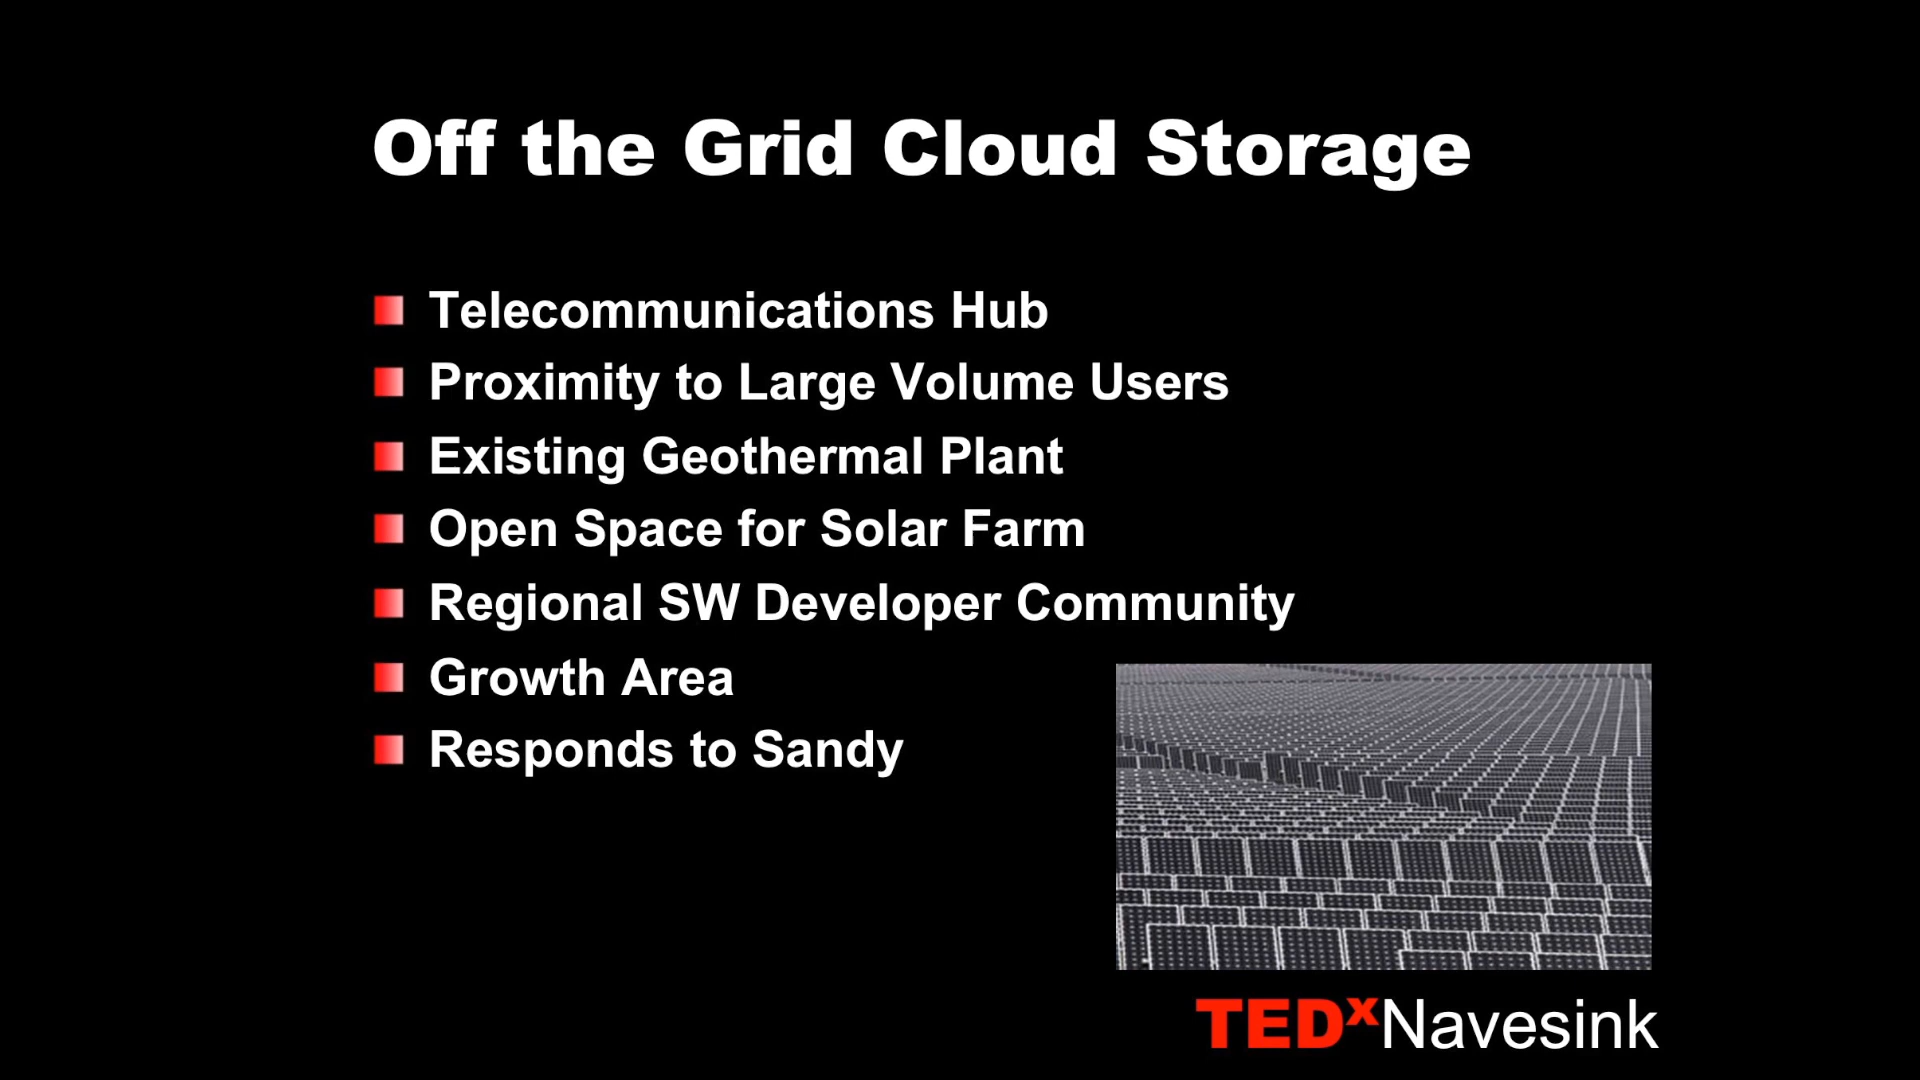 Off the Grid Cloud Storage
Telecommunications Hub
Proximity to Large Volume Users
Existing Geothermal Plant
Open Space for Solar Farm
Regional SW Developer Community
Growth Area
Responds to Sandy
TEDxNavesink